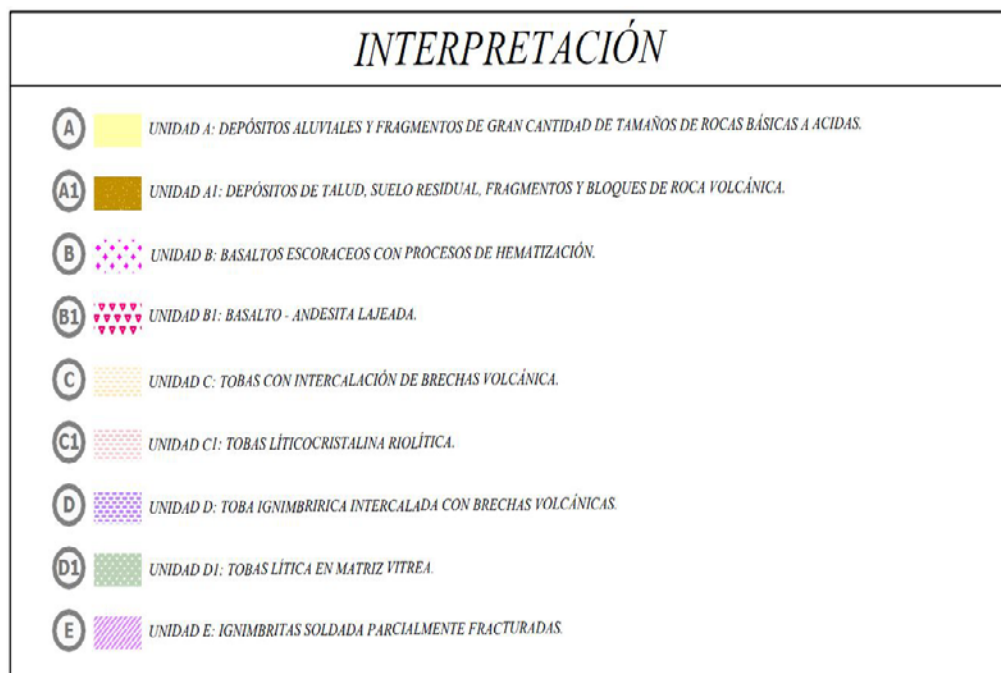 INTERPRETACIÓN
A UNIDAD A: DEPÓSITOS ALUVIALES Y FRAGMENTOS DE GRAN CANTIDAD DE TAMAÑOS DE ROCAS BÁSICAS A ACIDAS.
A1 UNIDAD A1: DEPÓSITOS DE TALUD, SUELO RESIDUAL, FRAGMENTOS Y BLOQUES DE ROCA VOLCÁNICA.
B UNIDAD B: BASALTOS ESCORACEOS CON PROCESOS DE HEMATIZACIÓN.
B1 UNIDAD B1: BASALTO - ANDESITA LAJEADA.
C UNIDAD C: TOBAS CON INTERCALACIÓN DE BRECHAS VOLCÁNICA.
C1 UNIDAD C1: TOBAS LÍTICOCRISTALINA RIOLÍTICA.
D UNIDAD D: TOBA IGNIMBRIRICA INTERCALADA CON BRECHAS VOLCÁNICAS.
D1 UNIDAD D1: TOBAS LÍTICA EN MATRIZ VITREA.
E UNIDAD E: IGNIMBRITAS SOLDADA PARCIALMENTE FRACTURADAS.